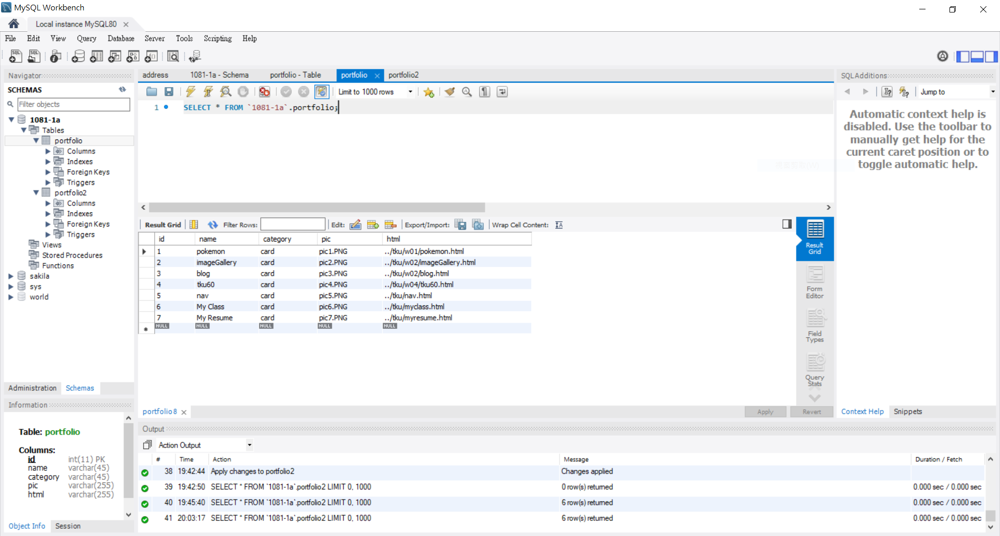 MySQL Workbench
Local instance MySQL80
File Edit View Query Database Server Tools Scripting Help
Navigator
SCHEMAS
Filter objects
1081-1a
Tables
portfolio
Columns
Indexes
Foreign Keys
Triggers
portfolio2
Columns
Indexes
Foreign Keys
Triggers
Views
Stored Procedures
Functions
sakila
sys
world
Administration Schemas
Information
Table: portfolio
Columns:
id int(11) PK
name varchar(45)
category varchar(45)
pic varchar(255)
html varchar(255)
Object Info Session
address 1081-1a - Schema portfolio - Table portfolio portfolio2
Limit to 1000 rows
1 SELECT * FROM `1081-1a`.portfolio;
Result Grid Filter Rows: Edit: Export/Import: Wrap Cell Content:
id name category pic html
1 pokemon card pic1.PNG ../tku/w01/pokemon.html
2 imageGallery card pic2.PNG ../tku/w02/imageGallery.html
3 blog card pic3.PNG ../tku/w02/blog.html
4 tku60 card pic4.PNG ../tku/w04/tku60.html
5 nav card pic5.PNG ../tku/nav.html
6 My Class card pic6.PNG ../tku/myclass.html
7 My Resume card pic7.PNG ../tku/myresume.html
NULL NULL NULL NULL NULL
Result
Grid
Form
Editor
Field
Types
Query
Stats
portfolio 8 Apply Revert
Output
Action Output
# Time Action Message Duration / Fetch
38 19:42:44 Apply changes to portfolio2 Changes applied
39 19:42:50 SELECT * FROM `1081-1a`.portfolio2 LIMIT 0, 1000 0 row(s) returned 0.000 sec / 0.000 sec
40 19:45:40 SELECT * FROM `1081-1a`.portfolio2 LIMIT 0, 1000 6 row(s) returned 0.000 sec / 0.000 sec
41 20:03:17 SELECT * FROM `1081-1a`.portfolio2 LIMIT 0, 1000 6 row(s) returned 0.000 sec / 0.000 sec
SQLAdditions
Jump to
Automatic context help is
disabled. Use the toolbar to
manually get help for the
current caret position or to
toggle automatic help.
Context Help Snippets